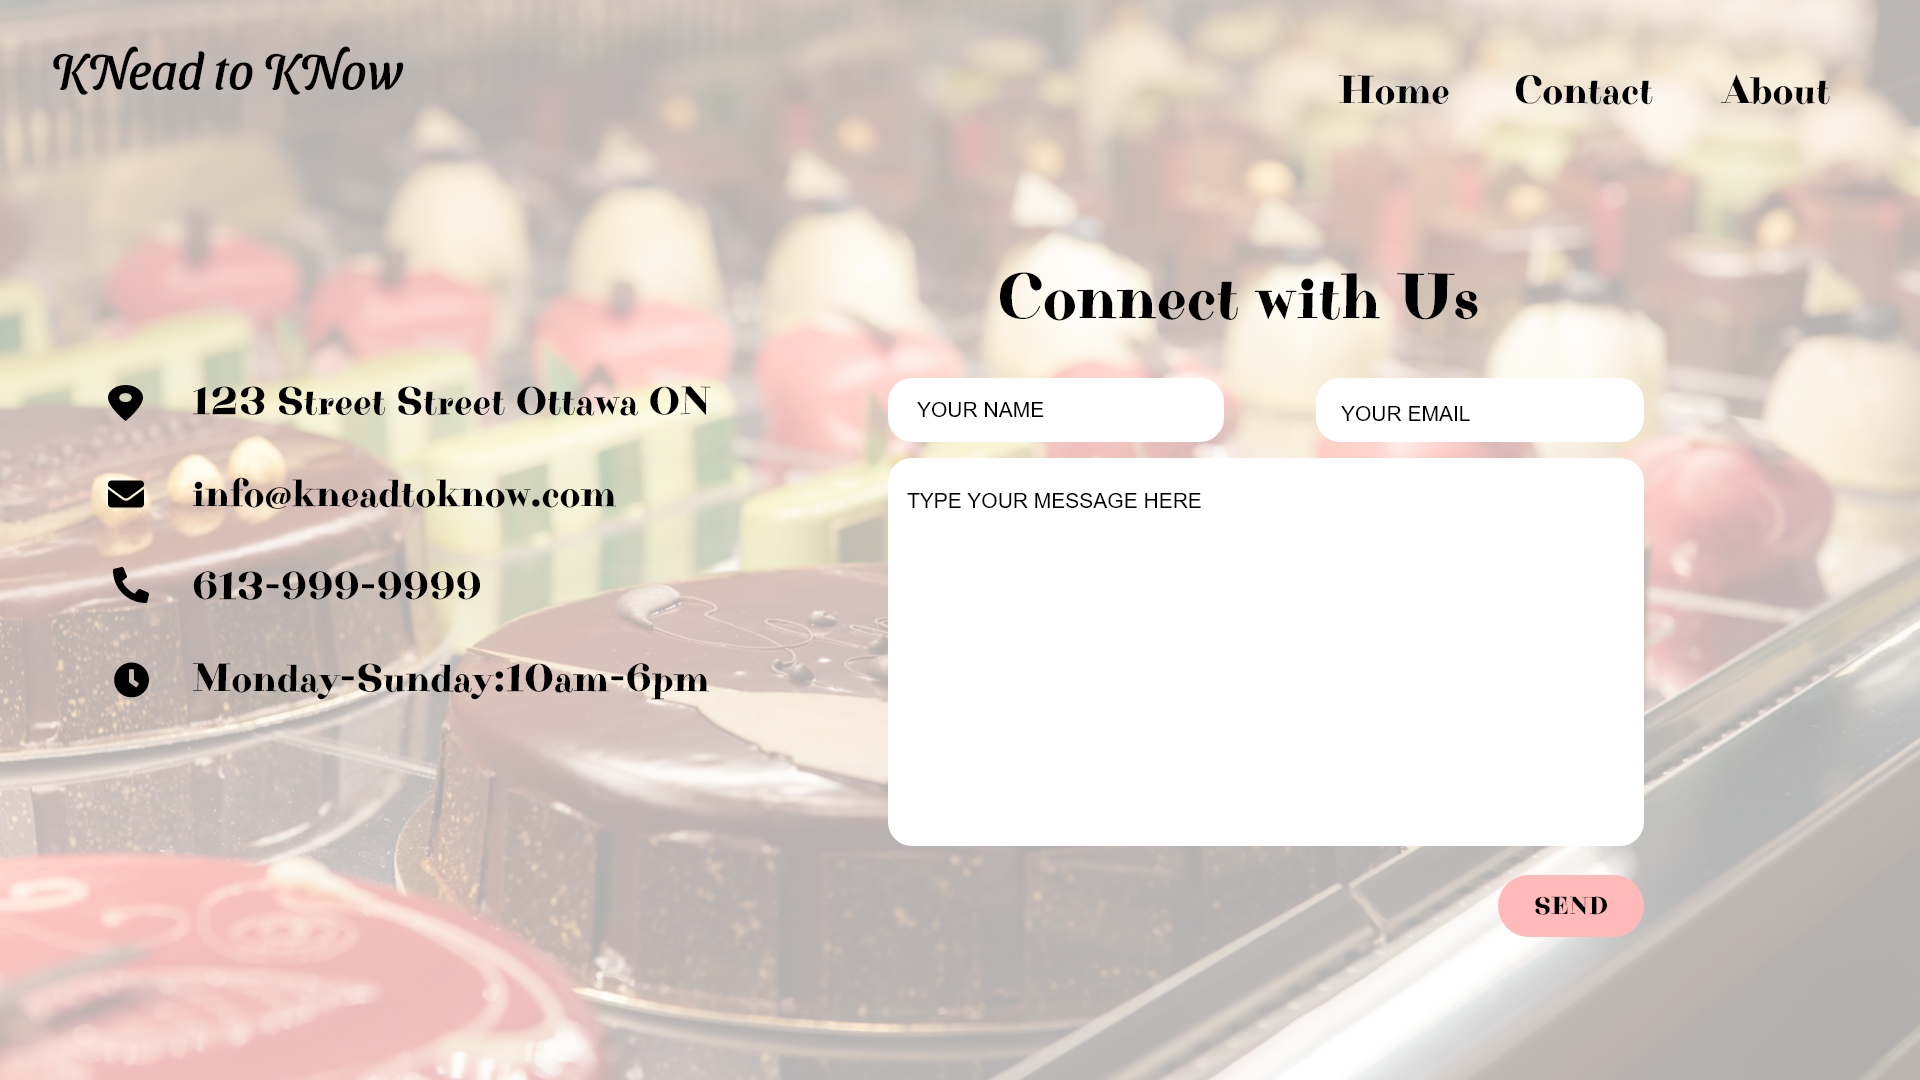 KNead to KNow
Home Contact About
Connect with Us
123 Street Street Ottawa ON
info@kneadtoknow.com
613-999-9999
Monday-Sunday:10am-6pm
YOUR NAME
YOUR EMAIL
TYPE YOUR MESSAGE HERE
SEND